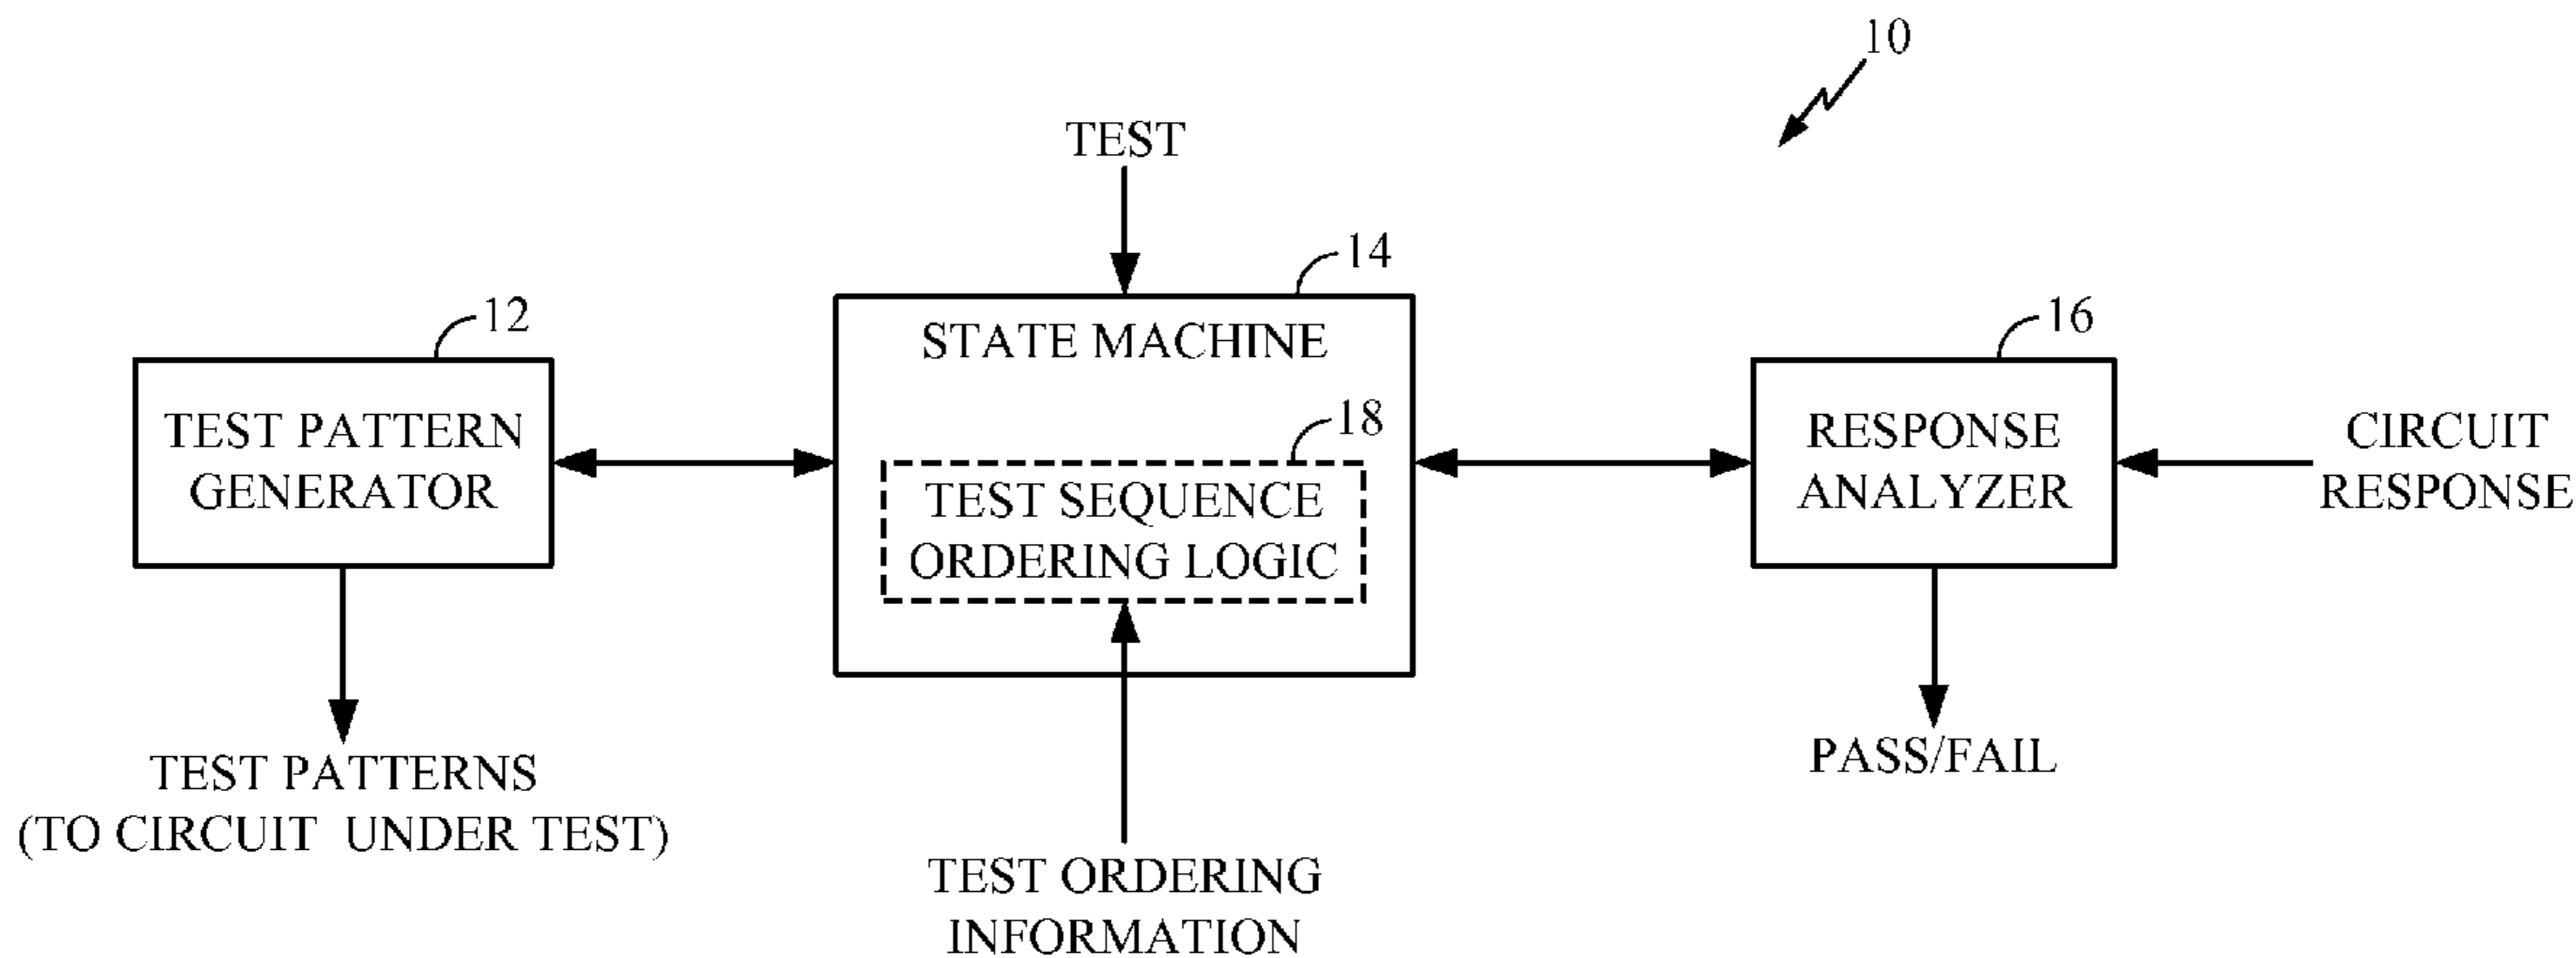 10
TEST
14
12
16
STATE MACHINE
18
TEST PATTERN
GENERATOR
TEST SEQUENCE
ORDERING LOGIC
RESPONSE
ANALYZER
CIRCUIT
RESPONSE
TEST PATTERNS
(TO CIRCUIT UNDER TEST)
PASS/FAIL
TEST ORDERING
INFORMATION